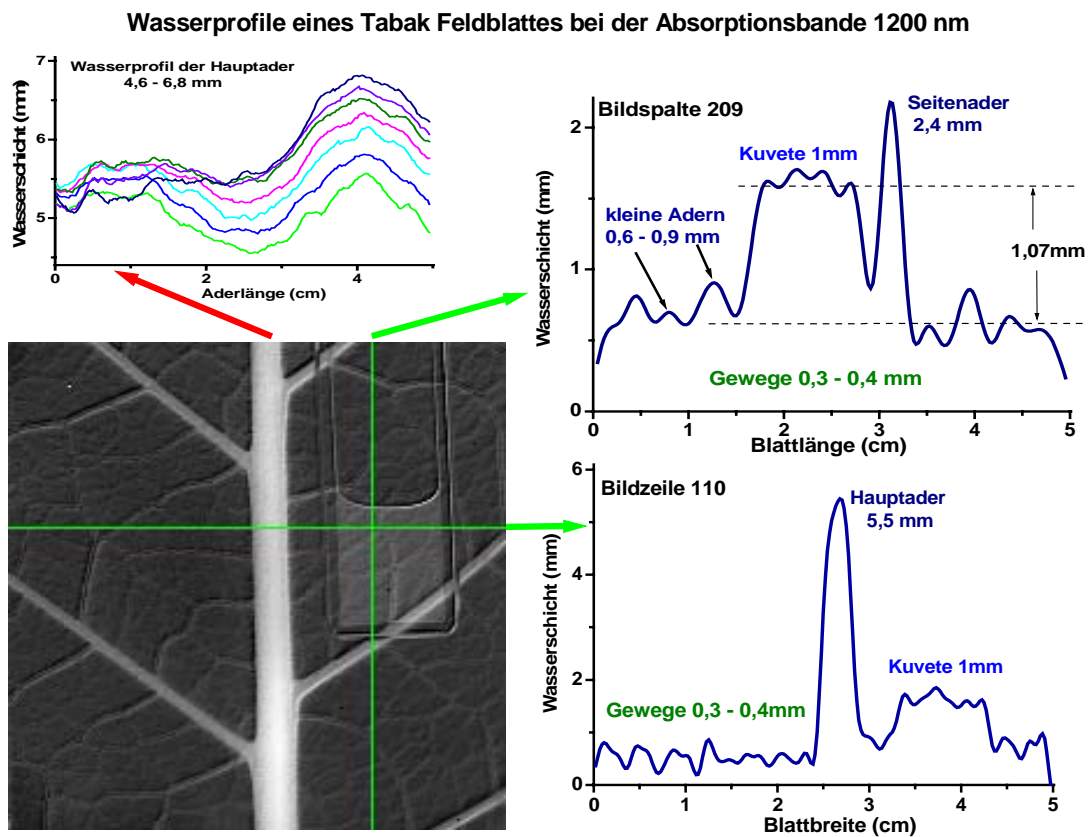 Wasserprofile eines Tabak Feldblattes bei der Absorptionsbande 1200 nm
Wasserprofil der Hauptader
4,6 - 6,8 mm
Wasserschicht (mm)
7
6
5
0
2
4
Aderlänge (cm)
Bildspalte 209
Seitenader
2,4 mm
Kuvete 1mm
kleine Adern
0,6 - 0,9 mm
1,07mm
Gewege 0,3 - 0,4 mm
Wasserschicht (mm)
2
1
0
0
1
2
3
4
5
Blattlänge (cm)
Bildzeile 110
Hauptader
5,5 mm
Kuvete 1mm
Gewege 0,3 - 0,4mm
Wasserschicht (mm)
6
4
2
0
0
1
2
3
4
5
Blattbreite (cm)